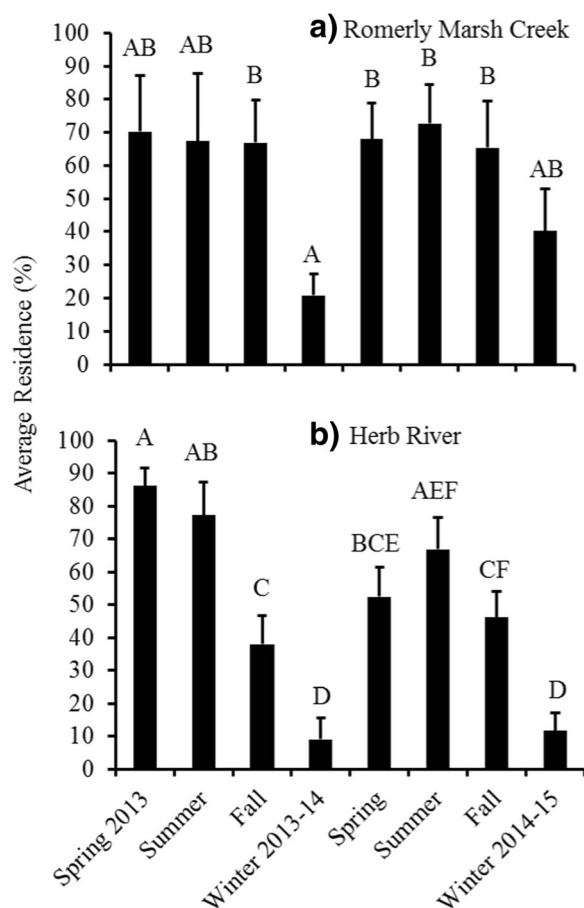 a) Romerly Marsh Creek
100
90
80
70
60
50
40
30
20
10
0
AB AB B A B B B AB
Average Residence (%)
b) Herb River
100
90
80
70
60
50
40
30
20
10
0
A AB C D BCE AEF CF D
Spring 2013
Summer
Fall
Winter 2013-14
Spring
Summer
Fall
Winter 2014-15